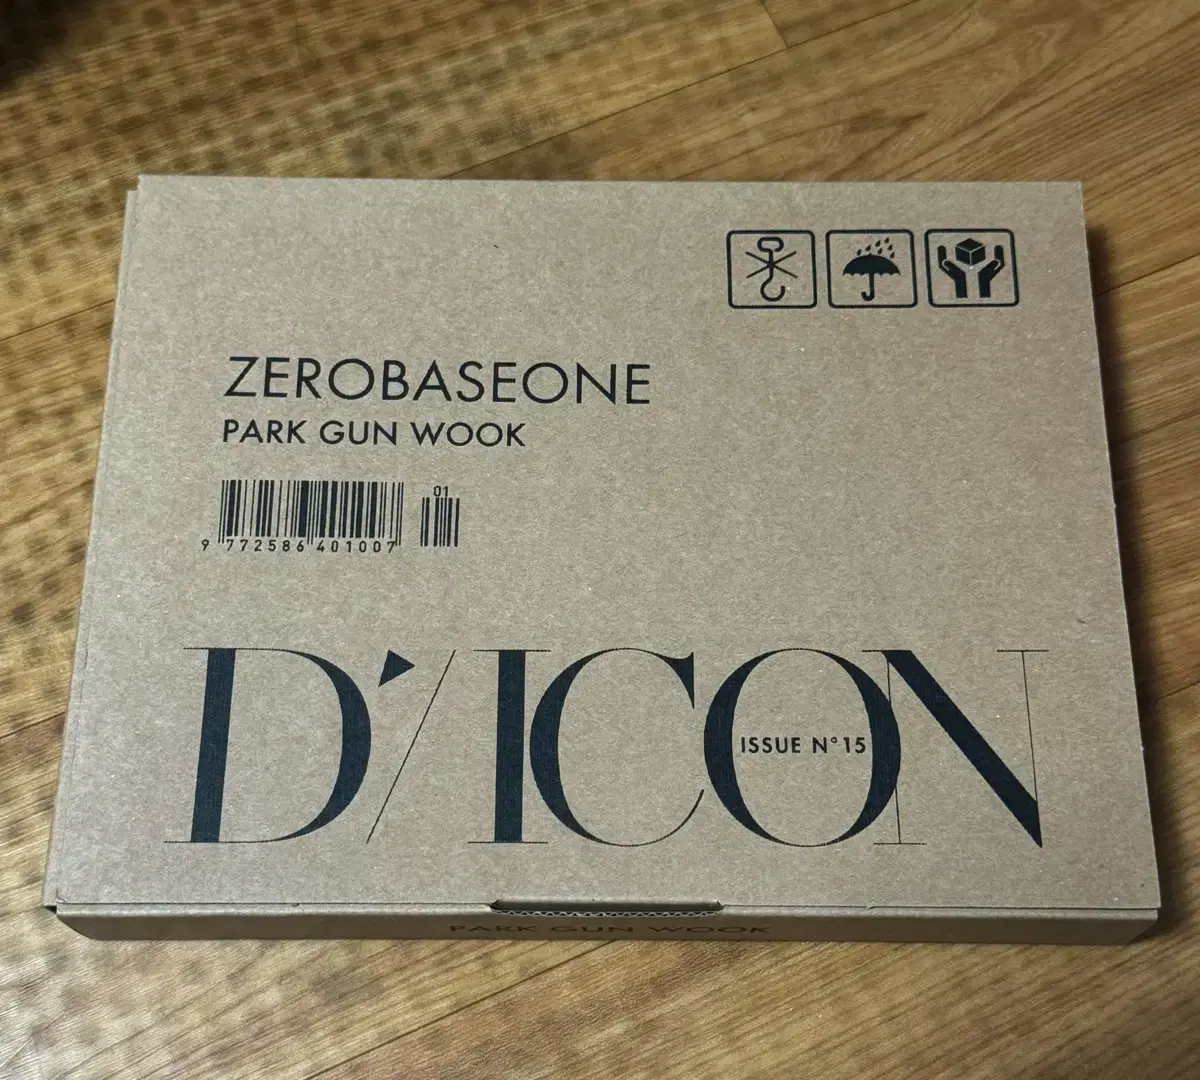 ZEROBASEONE
PARK GUN WOOK
01
9 772586 401007
D'/ICON
ISSUE N°15
PARK GUN WOOK